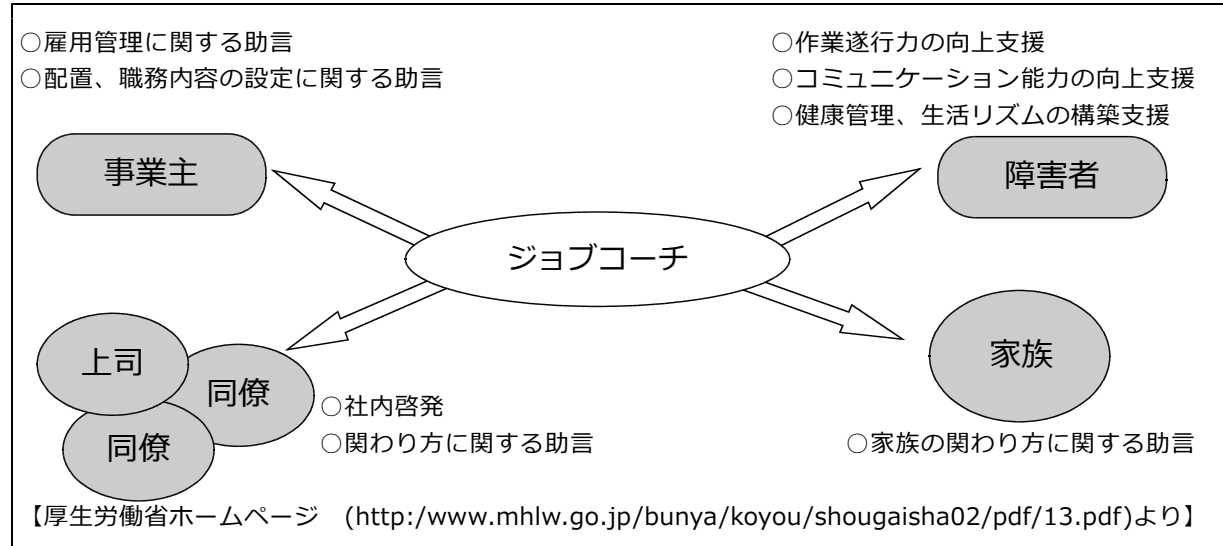 ○雇用管理に関する助言
○配置、職務内容の設定に関する助言
○作業遂行力の向上支援
○コミュニケーション能力の向上支援
○健康管理、生活リズムの構築支援
事業主
障害者
ジョブコーチ
上司
同僚
同僚
家族
○社内啓発
○関わり方に関する助言
○家族の関わり方に関する助言
【厚生労働省ホームページ　(http:/www.mhlw.go.jp/bunya/koyou/shougaisha02/pdf/13.pdf)より】